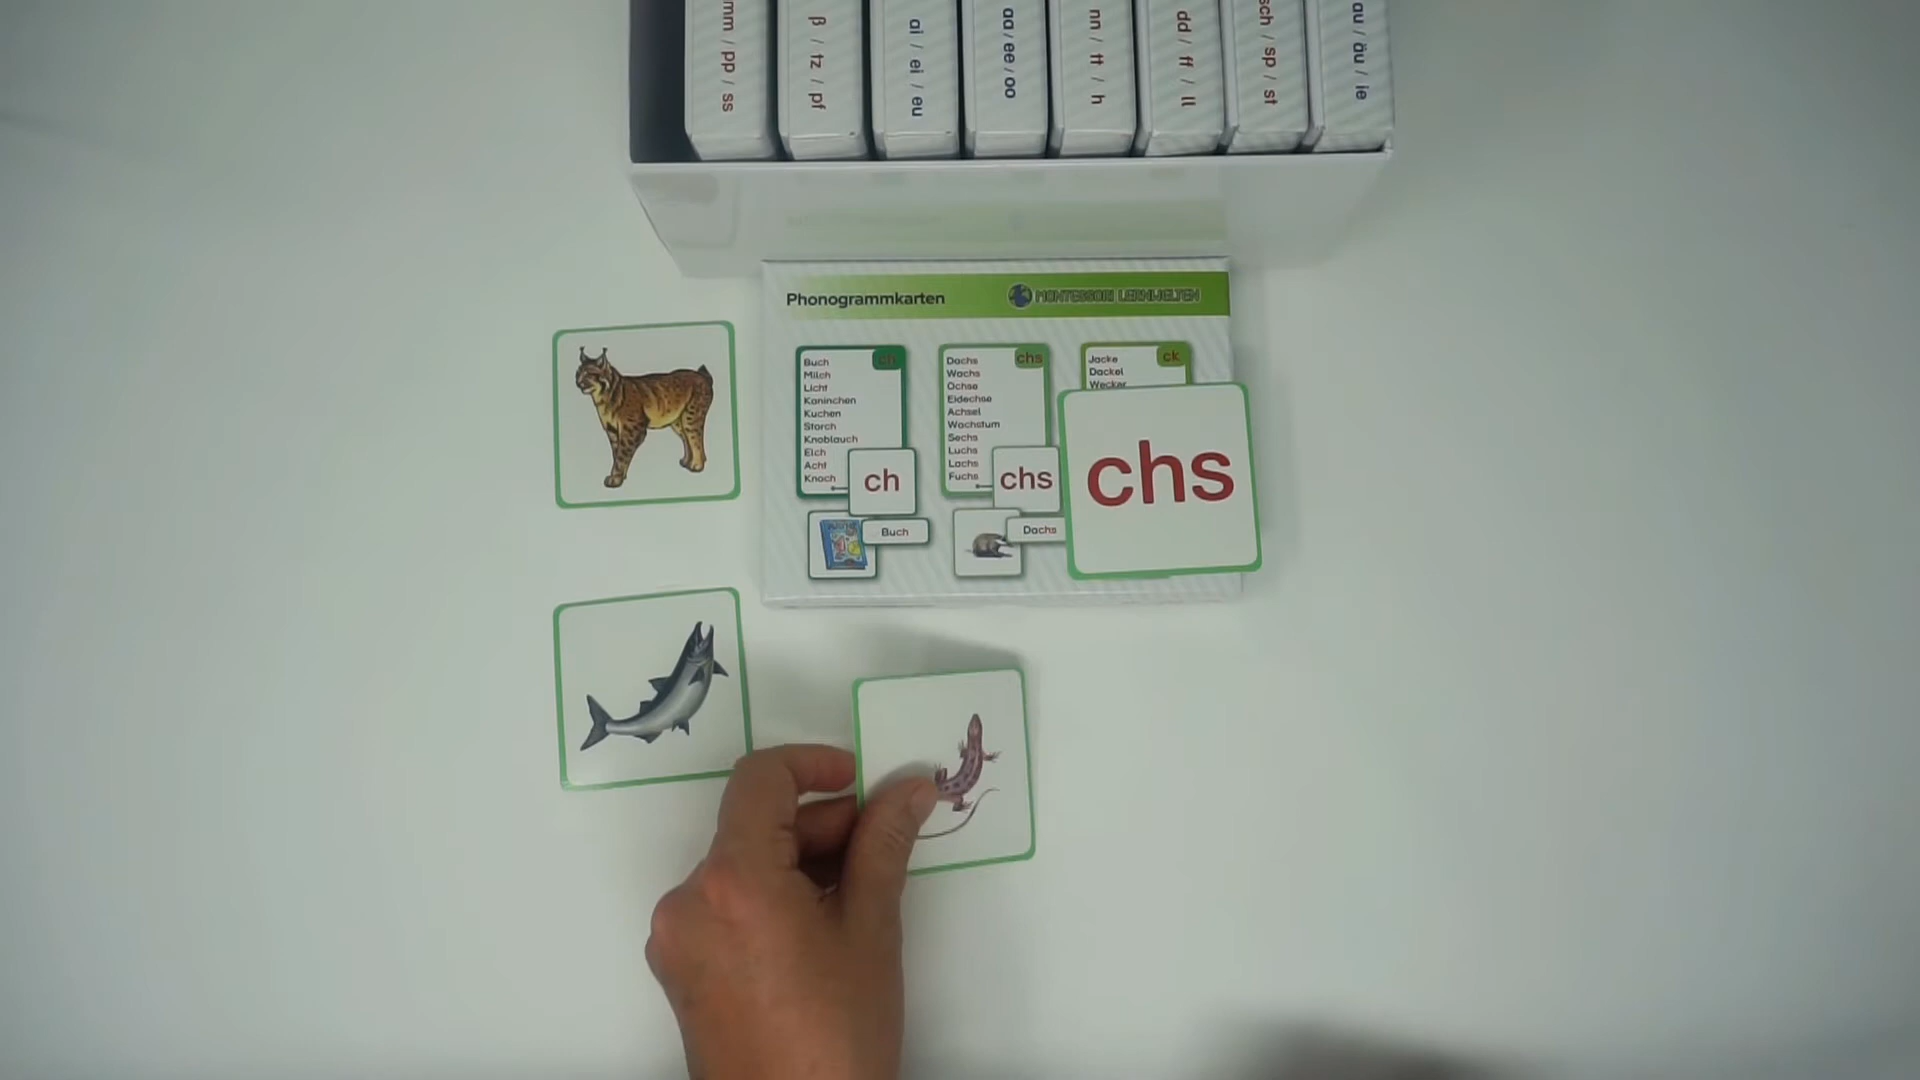 mm / pp / ss
β / tz / pf
ai / ei / eu
aa / ee / oo
nn / tt / h
dd / ff / ll
sch / sp / st
au / äu / ie
Phonogrammkarten
MONTESSORI LERNWELTEN
ch
Buch
Milch
Licht
Kaninchen
Kuchen
Storch
Knoblauch
Elch
Acht
Knoch
ch
Buch
chs
Dachs
Wachs
Ochse
Eidechse
Achsel
Wachstum
Sechs
Luchs
Lachs
Fuchs
chs
Dachs
ck
Jacke
Dackel
Wecker
chs